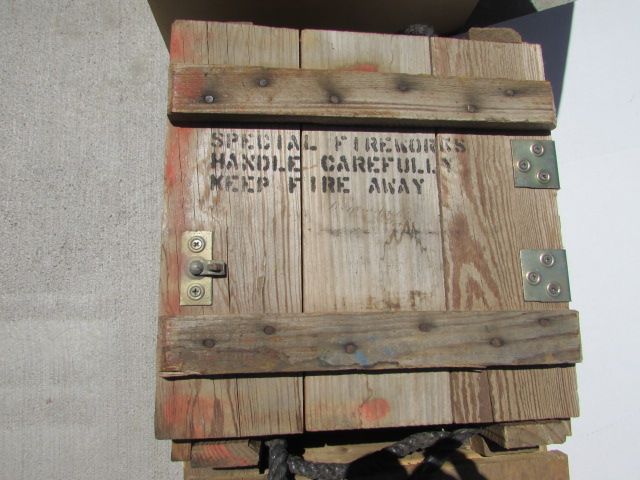 SPECIAL FIREWORKS
HANDLE CAREFULLY
KEEP FIRE AWAY